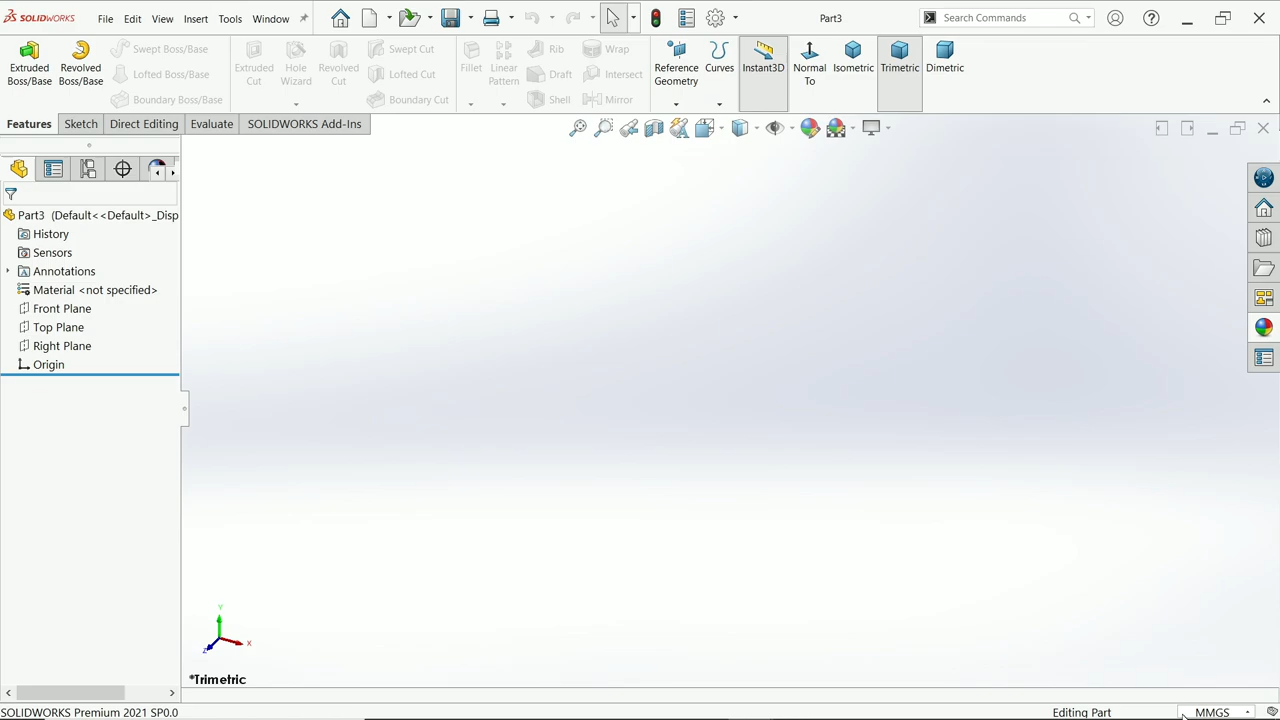 SOLIDWORKS File Edit View Insert Tools Window Part3 Search Commands
Extruded Boss/Base
Revolved Boss/Base
Swept Boss/Base
Lofted Boss/Base
Boundary Boss/Base
Extruded Cut
Hole Wizard
Revolved Cut
Swept Cut
Lofted Cut
Boundary Cut
Fillet
Linear Pattern
Rib
Draft
Shell
Wrap
Intersect
Mirror
Reference Geometry
Curves
Instant3D
Normal To
Isometric
Trimetric
Dimetric
Features Sketch Direct Editing Evaluate SOLIDWORKS Add-Ins
Part3 (Default<<Default>_Disp
History
Sensors
Annotations
Material <not specified>
Front Plane
Top Plane
Right Plane
Origin
Y
X
Z
*Trimetric
SOLIDWORKS Premium 2021 SP0.0 Editing Part MMGS